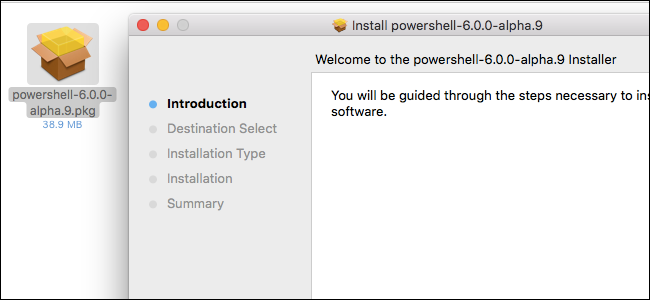 Install powershell-6.0.0-alpha.9
powershell-6.0.0-
alpha.9.pkg
38.9 MB
Welcome to the powershell-6.0.0-alpha.9 Installer
Introduction
Destination Select
Installation Type
Installation
Summary
You will be guided through the steps necessary to ins
software.